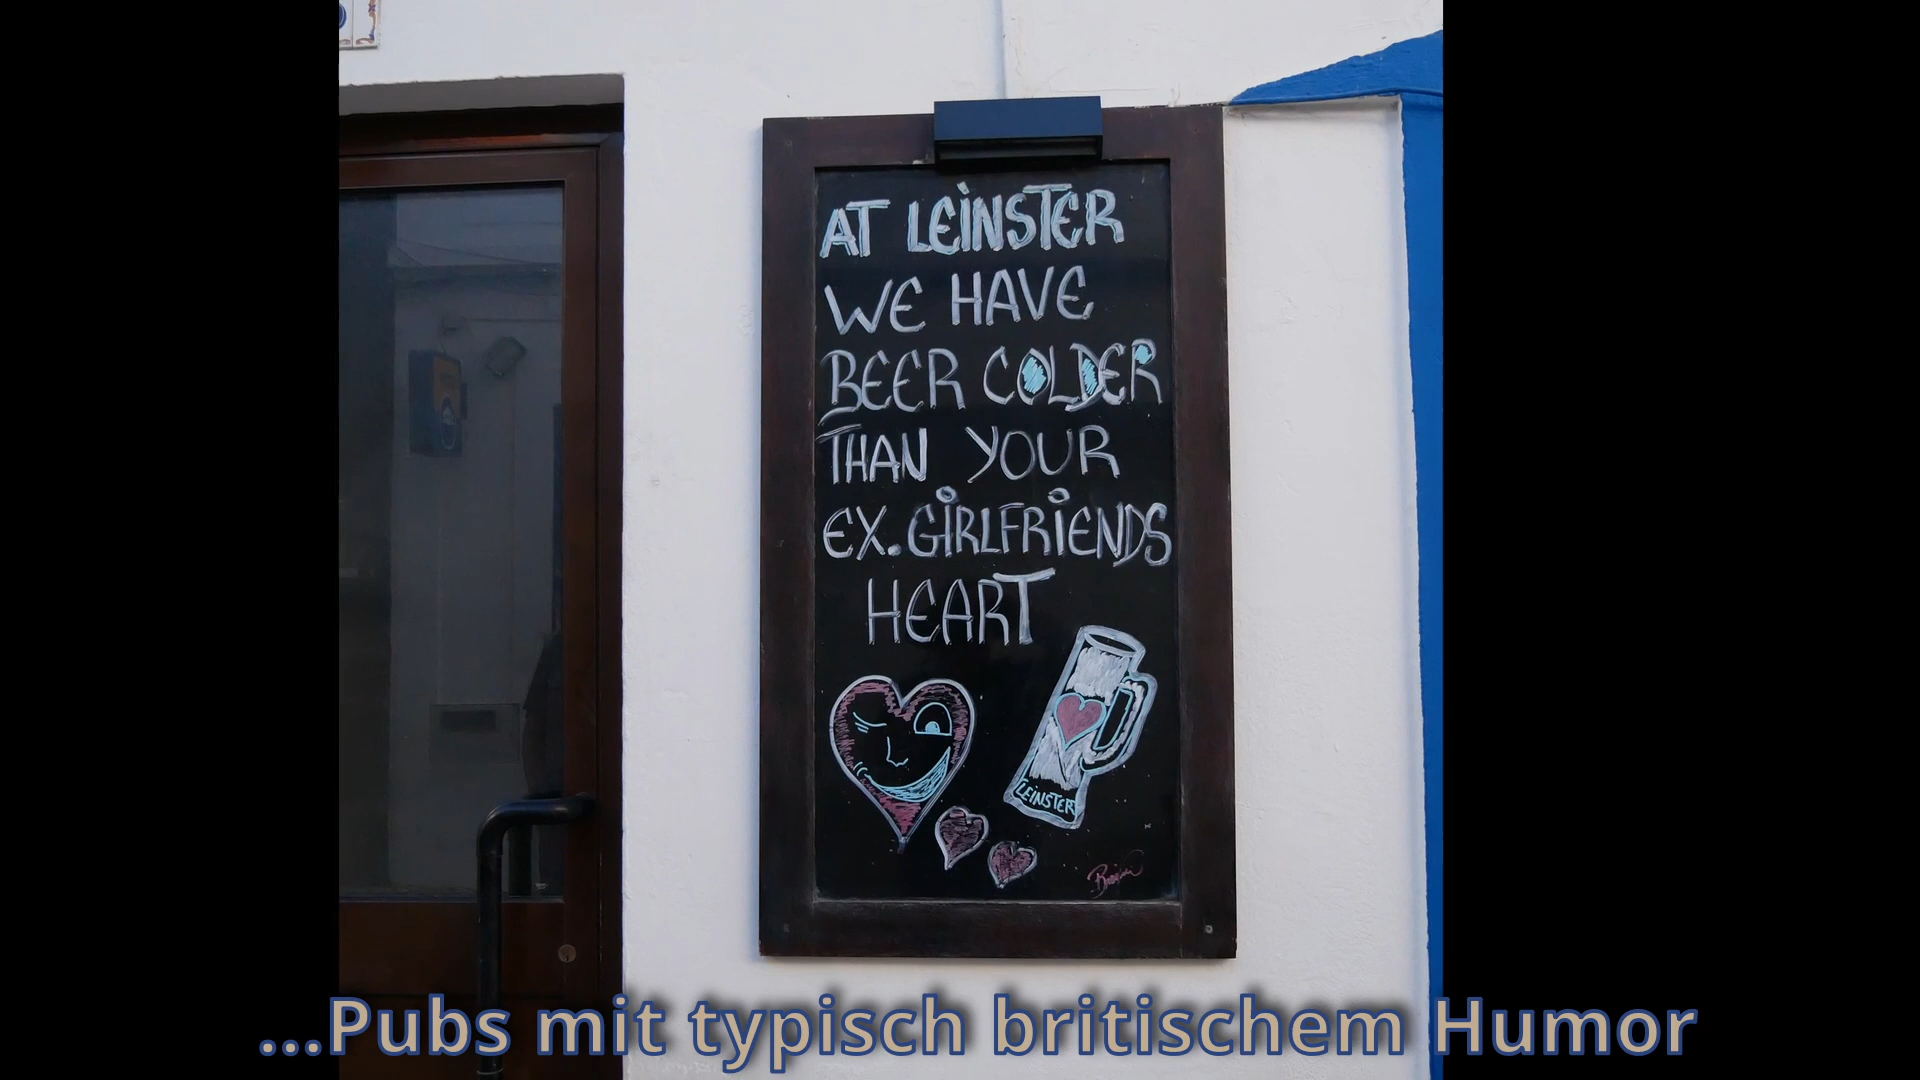 AT LEINSTER
WE HAVE
BEER COLDER
THAN YOUR
EX.GIRLFRIENDS
HEART
LEINSTER
...Pubs mit typisch britischem Humor